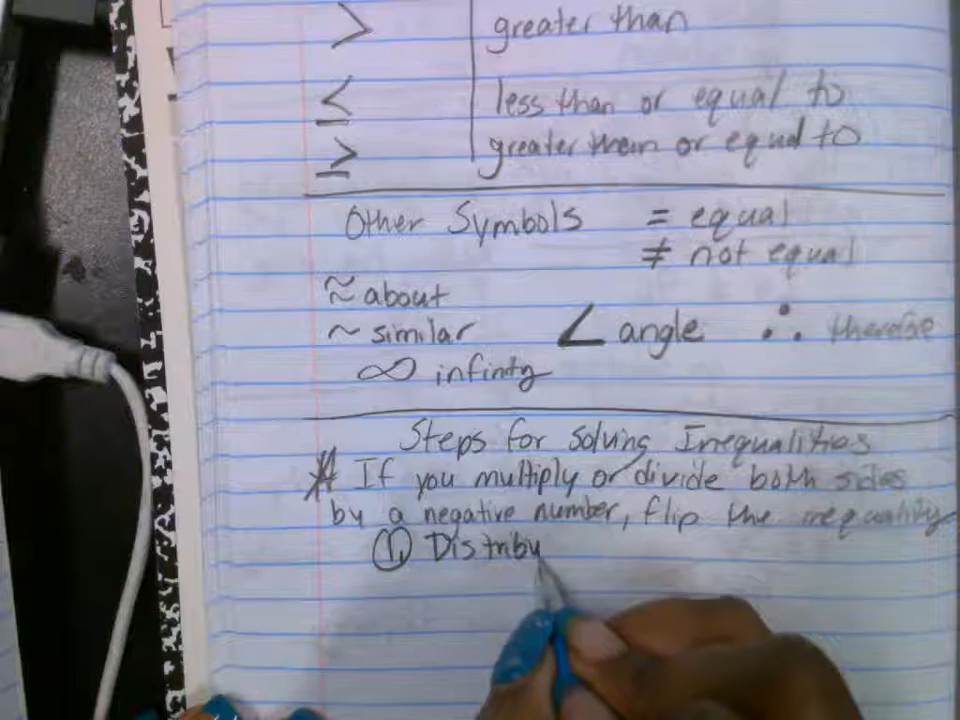 > greater than
≤ less than or equal to
≥ greater than or equal to
Other Symbols = equal
≠ not equal
≈ about
~ similar ∠ angle ∴ therefore
∞ infinity
Steps for Solving Inequalities
* If you multiply or divide both sides
by a negative number, flip the inequality
① Distribu